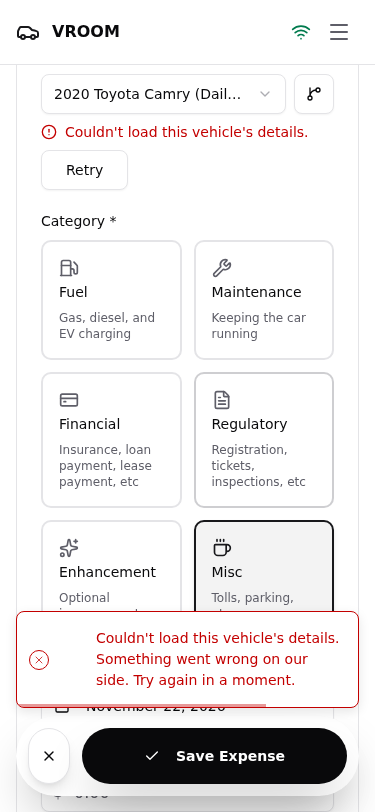 VROOM
2020 Toyota Camry (Dail...
Couldn't load this vehicle's details.
Retry
Category *
Fuel
Gas, diesel, and
EV charging
Maintenance
Keeping the car
running
Financial
Insurance, loan
payment, lease
payment, etc
Regulatory
Registration,
tickets,
inspections, etc
Enhancement
Optional
Misc
Tolls, parking,
Couldn't load this vehicle's details.
Something went wrong on our
side. Try again in a moment.
November 22, 2026
Save Expense